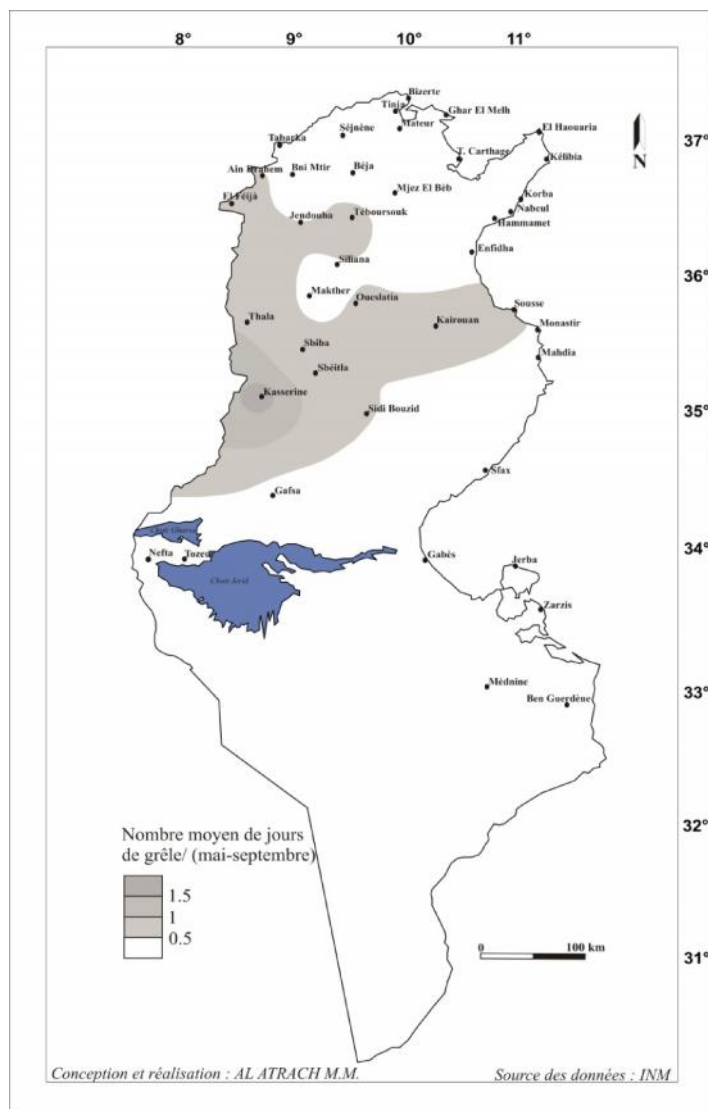 8° 9° 10° 11°
Bizerte
Tinja
Ghar El Melh
Mateur
El Haouaria
Séjnène
Tabarka
37°
N
T. Carthage
Kélibia
Ain Drahem
Bni Mtir
Béja
Mjez El Bèb
El Féijà
Korba
Nabeul
Téboursouk
Jendouba
Hammamet
Enfidha
Siliana
36°
Makther
Oueslatia
Sousse
Thala
Kairouan
Monastir
Sbiba
Mahdia
Sbéitla
Kasserine
35°
Sidi Bouzid
Sfax
Gafsa
Chott Gharsa
34°
Nefta
Tozeur
Gabès
Jerba
Chott Jerid
Zarzis
Médnine
33°
Ben Guerdène
32°
Nombre moyen de jours
de grêle/ (mai-septembre)
1.5
1
0.5
0 100 km
31°
Conception et réalisation : AL ATRACH M.M. Source des données : INM